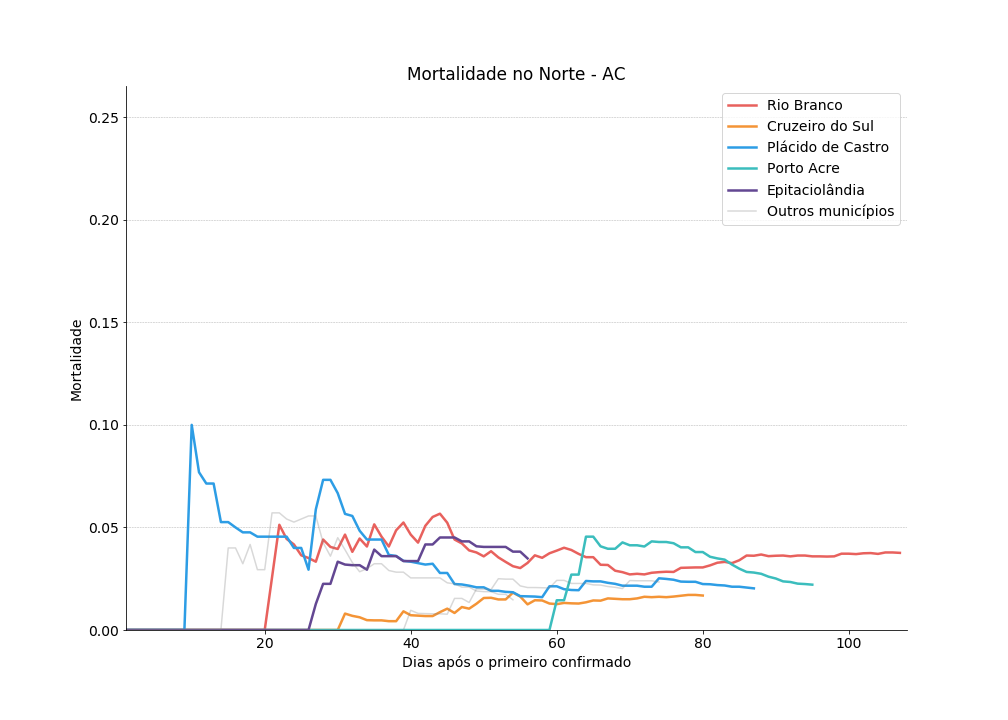 Mortalidade no Norte - AC
Rio Branco
Cruzeiro do Sul
Plácido de Castro
Porto Acre
Epitaciolândia
Outros municípios
0.25
0.20
0.15
0.10
0.05
0.00
Mortalidade
20
40
60
80
100
Dias após o primeiro confirmado